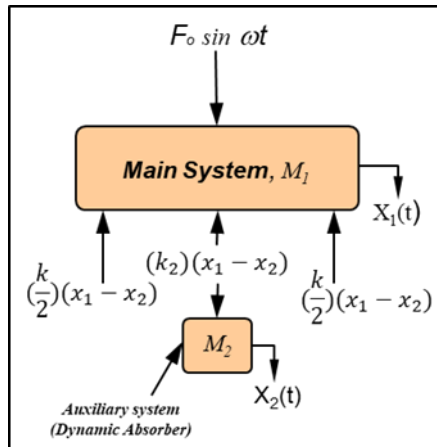 F₀ sin ωt
Main System, M₁
X₁(t)
(k/2)(x₁ − x₂)
(k₂)(x₁ − x₂)
(k/2)(x₁ − x₂)
M₂
X₂(t)
Auxiliary system
(Dynamic Absorber)